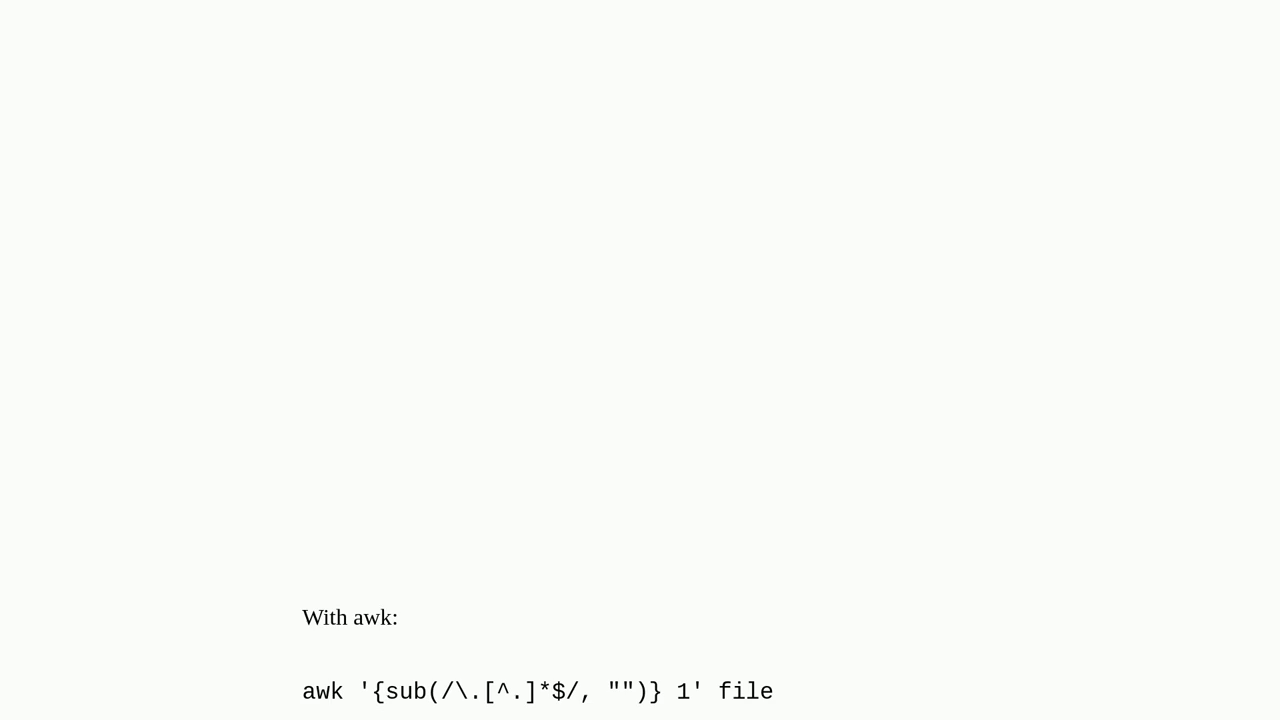 With awk:
awk '{sub(/\.[^.]*$/, "")} 1' file